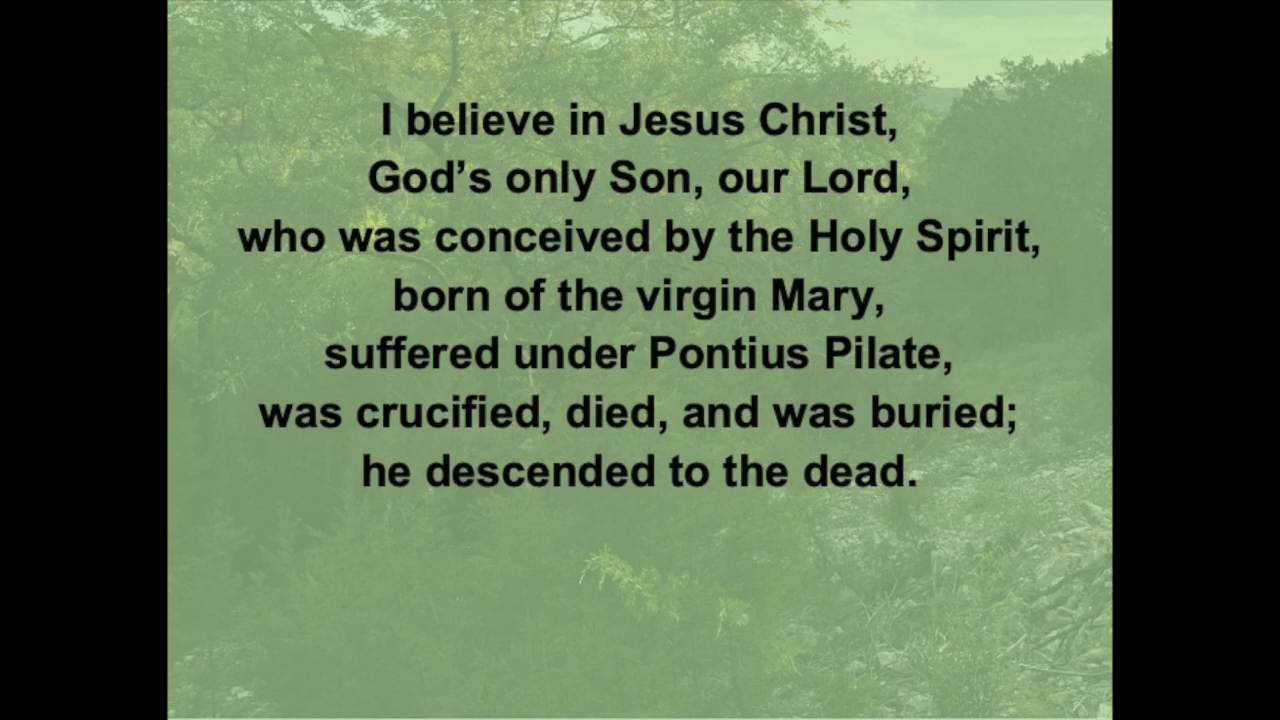 I believe in Jesus Christ,
God’s only Son, our Lord,
who was conceived by the Holy Spirit,
born of the virgin Mary,
suffered under Pontius Pilate,
was crucified, died, and was buried;
he descended to the dead.